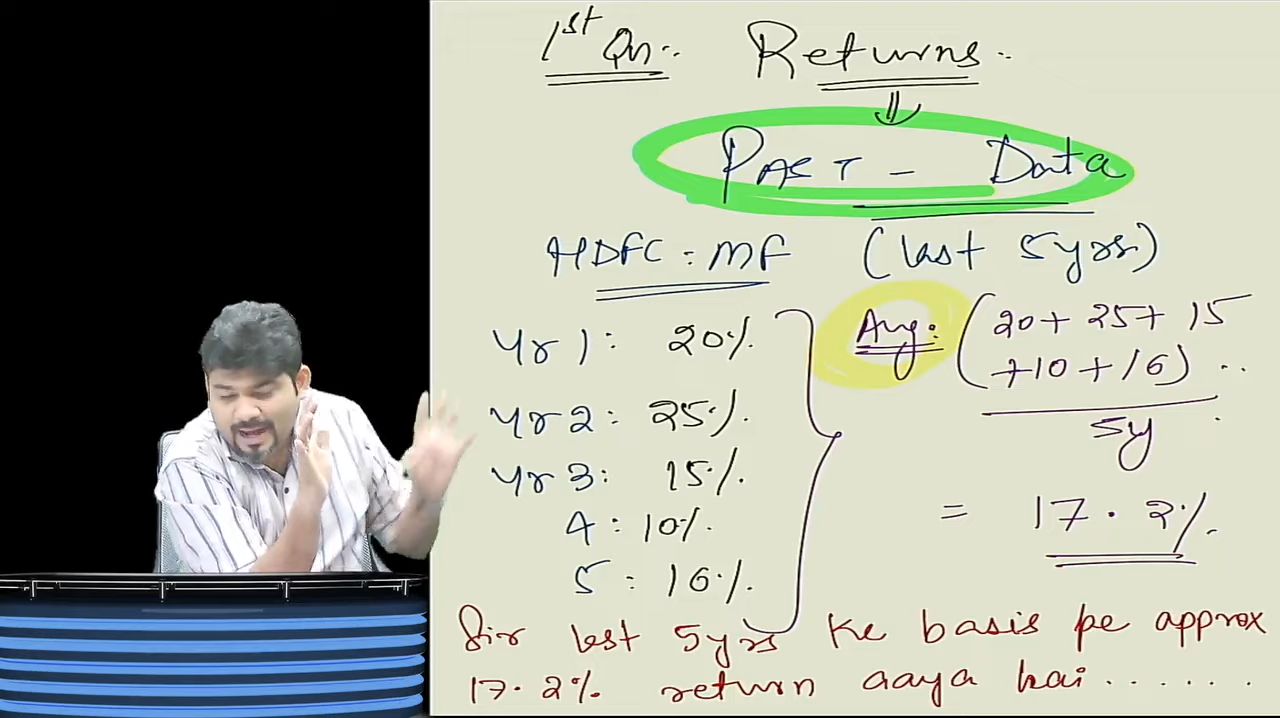 1st Qn:. Returns..
PAST - Data
HDFC = MF (last 5yrs)
Yr 1 : 20%.
Yr 2 : 25%.
Yr 3 : 15%.
4 : 10%.
5 : 16%.
Avg: (20 + 25 + 15
+10 + 16) ..
5y
= 17.2%.
Sir last 5yrs ke basis pe approx
17.2% return aaya hai ......